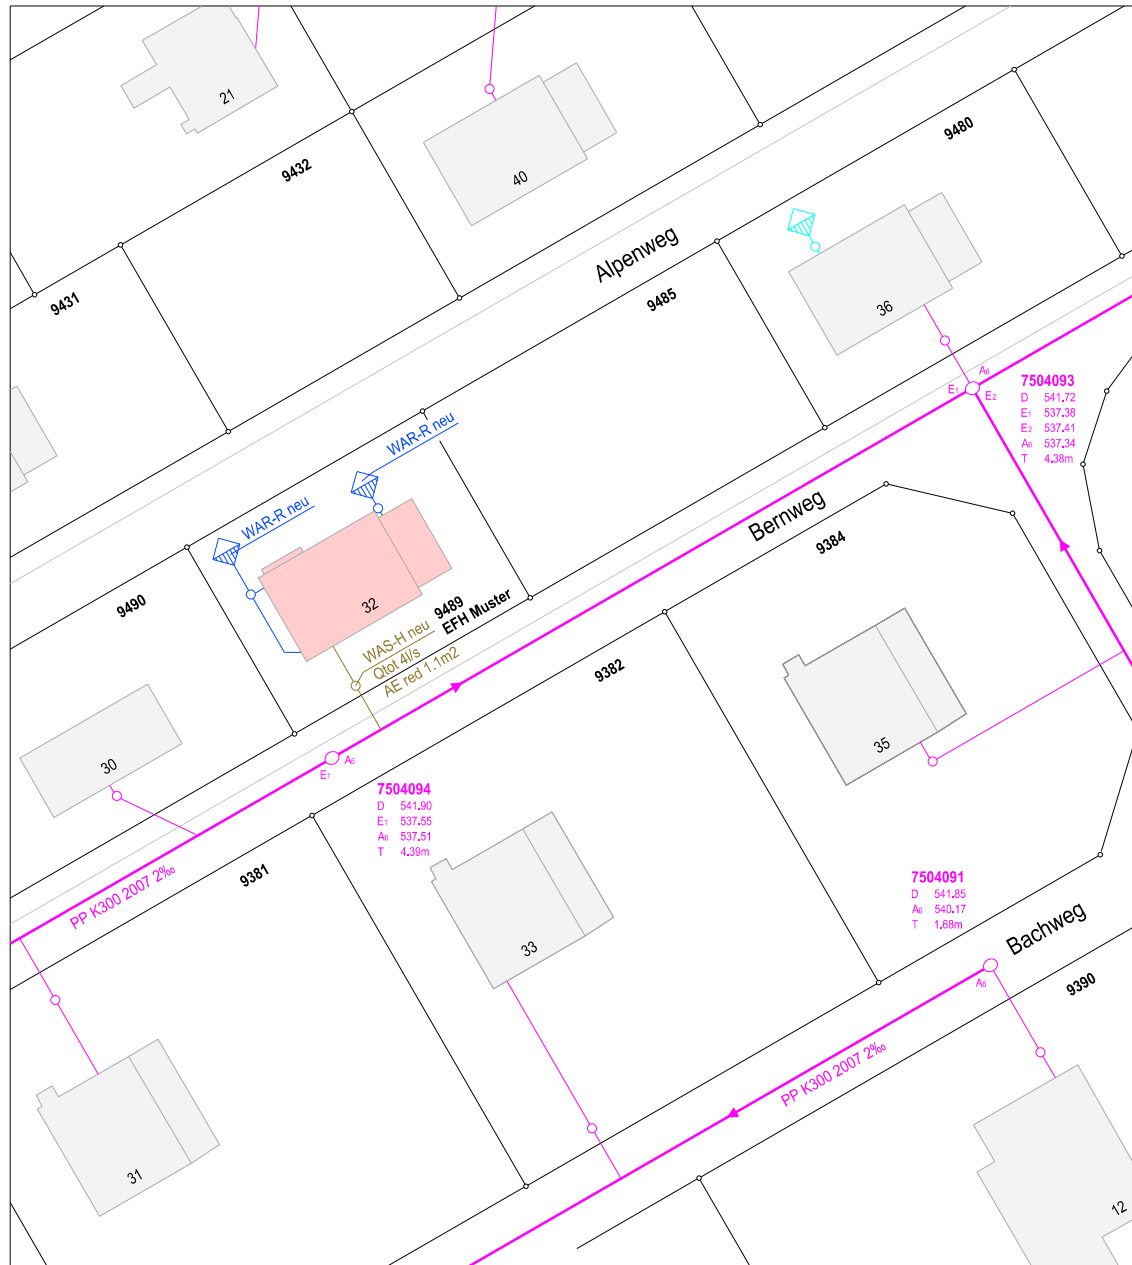 21
9432
40
9480
9431
Alpenweg
9485
36
A6
E1
E2
7504093
D 541.72
E1 537.38
E2 537.41
A6 537.34
T 4.38m
WAR-R neu
WAR-R neu
Bernweg
9384
9490
32
9489
EFH Muster
WAS-H neu
Qtot 4l/s
AE red 1.1m2
9382
35
30
E1
A6
7504094
D 541.90
E1 537.55
A6 537.51
T 4.39m
9381
PP K300 2007 2‰
7504091
D 541.85
A6 540.17
T 1.68m
33
Bachweg
A6
9390
PP K300 2007 2‰
31
12